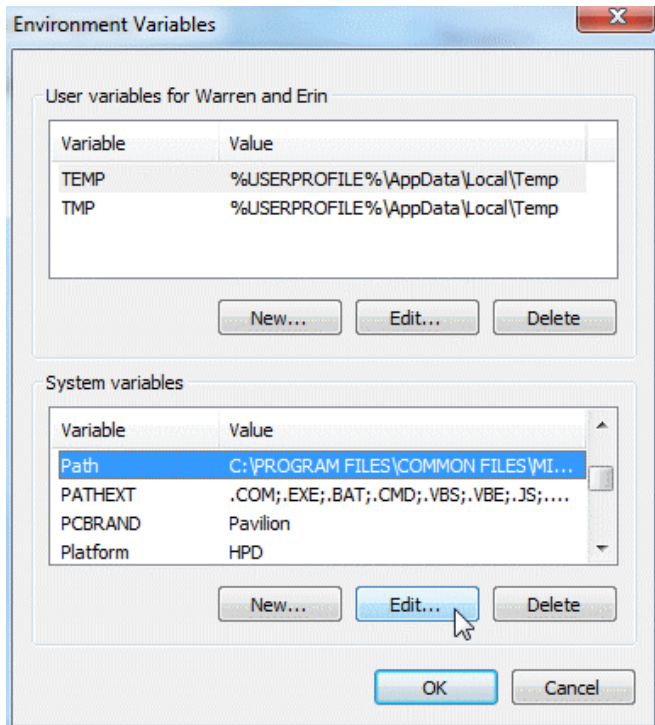 Environment Variables
User variables for Warren and Erin
Variable Value
TEMP %USERPROFILE%\AppData\Local\Temp
TMP %USERPROFILE%\AppData\Local\Temp
New... Edit... Delete
System variables
Variable Value
Path C:\PROGRAM FILES\COMMON FILES\MI...
PATHEXT .COM;.EXE;.BAT;.CMD;.VBS;.VBE;.JS;....
PCBRAND Pavilion
Platform HPD
New... Edit... Delete
OK Cancel